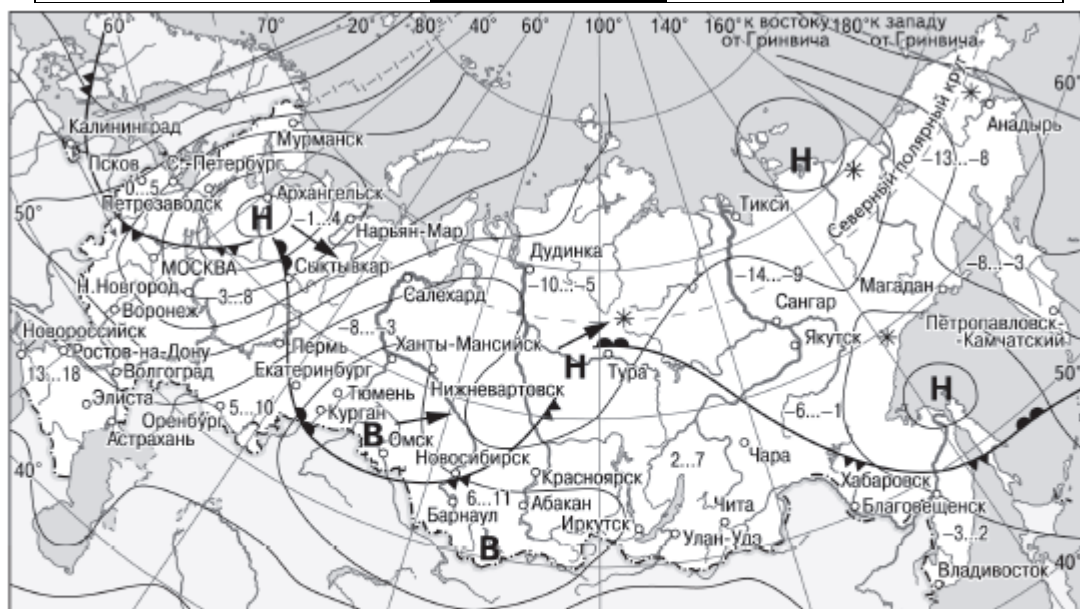 60° 70° 20° 40° 60° 100° 140° 160° к востоку 180° к западу
от Гринвича от Гринвича
60°
Северный полярный круг
Калининград
Мурманск
Анадырь
–13...–8
Псков
С.-Петербург
0...5
Петрозаводск
Архангельск
Н
Н
–1...4
Нарьян-Мар
Тикси
50°
МОСКВА
Сыктывкар
Дудинка
–10...–5
–14...–9
–8...–3
Н.Новгород
3...8
Салехард
Магадан
Сангар
Воронеж
Новороссийск
–8...–3
Ханты-Мансийск
Якутск
Петропавловск-
-Камчатский
Ростов-на-Дону
Пермь
Н
Тура
13...18
Волгоград
Екатеринбург
Нижневартовск
50°
Элиста
Тюмень
Н
Оренбург
5...10
Курган
–6...–1
Астрахань
В
Омск
40°
Новосибирск
2...7
Чара
Красноярск
Хабаровск
6...11
Абакан
Барнаул
Иркутск
Чита
Благовещенск
В
Улан-Удэ
–3...2
40°
Владивосток